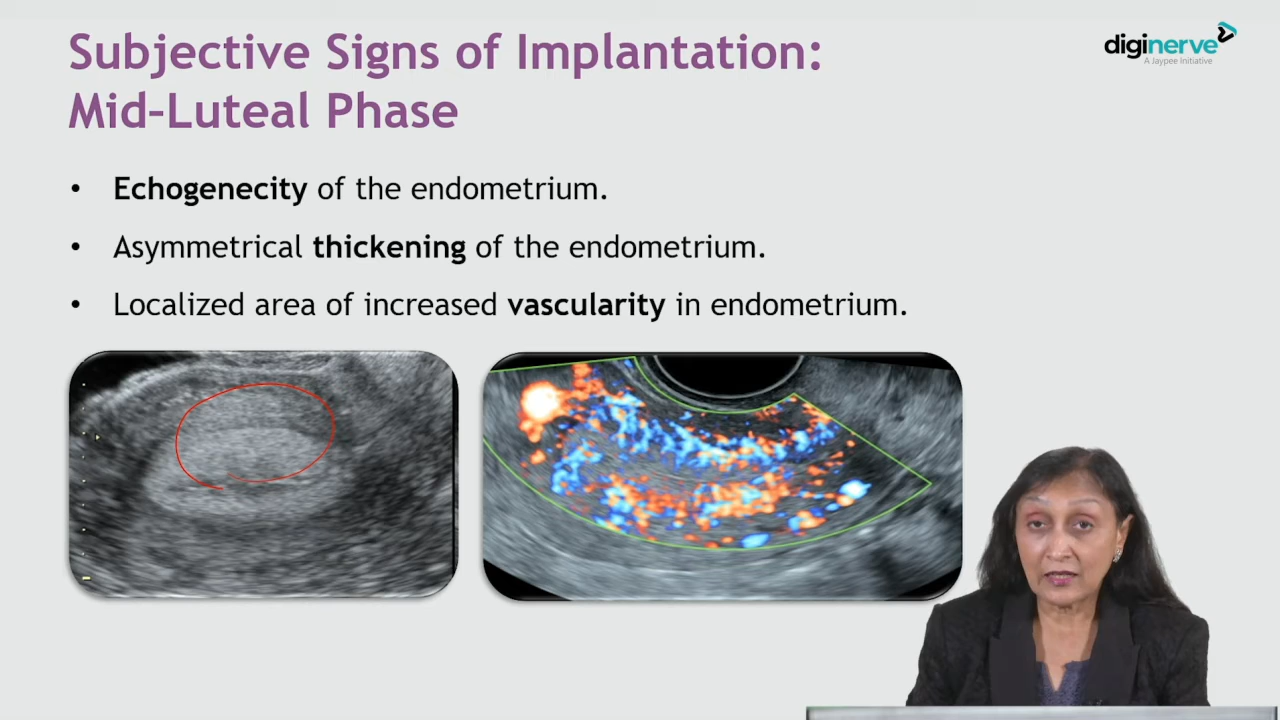 Subjective Signs of Implantation:
Mid-Luteal Phase
diginerve
A Jaypee Initiative
• Echogenecity of the endometrium.
• Asymmetrical thickening of the endometrium.
• Localized area of increased vascularity in endometrium.